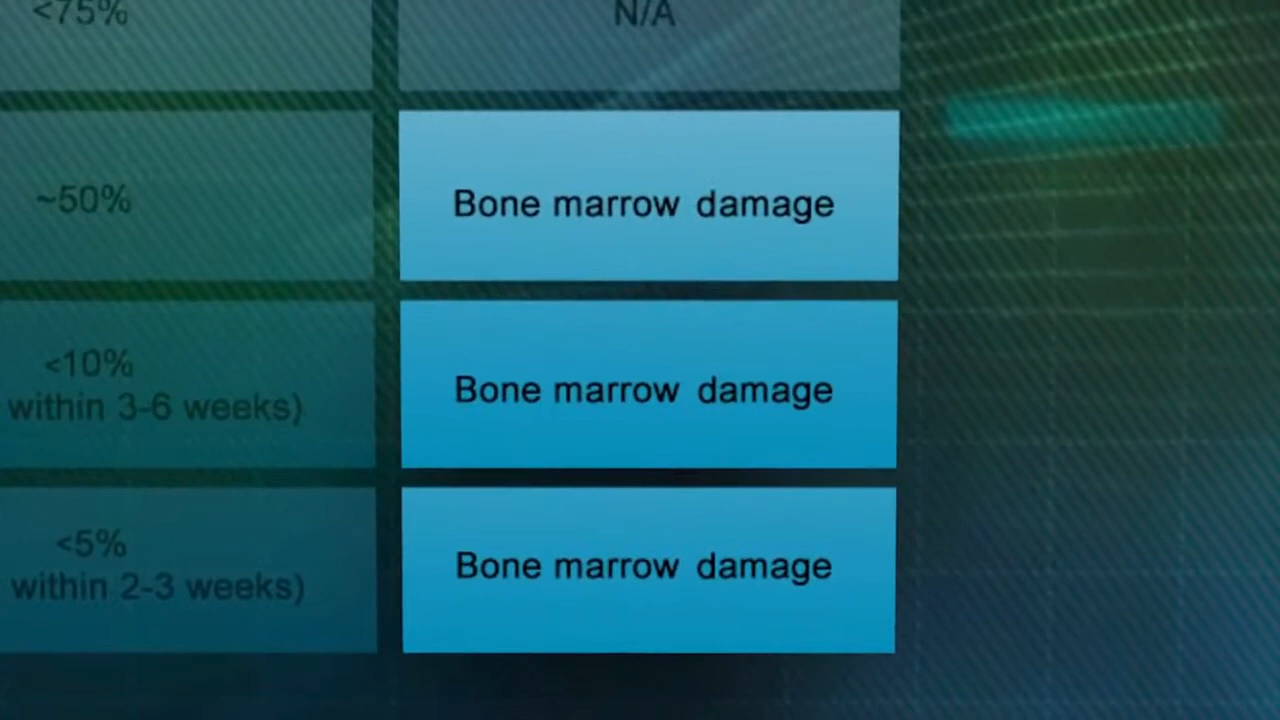 <75% N/A
~50% Bone marrow damage
<10%
within 3-6 weeks) Bone marrow damage
<5%
within 2-3 weeks) Bone marrow damage